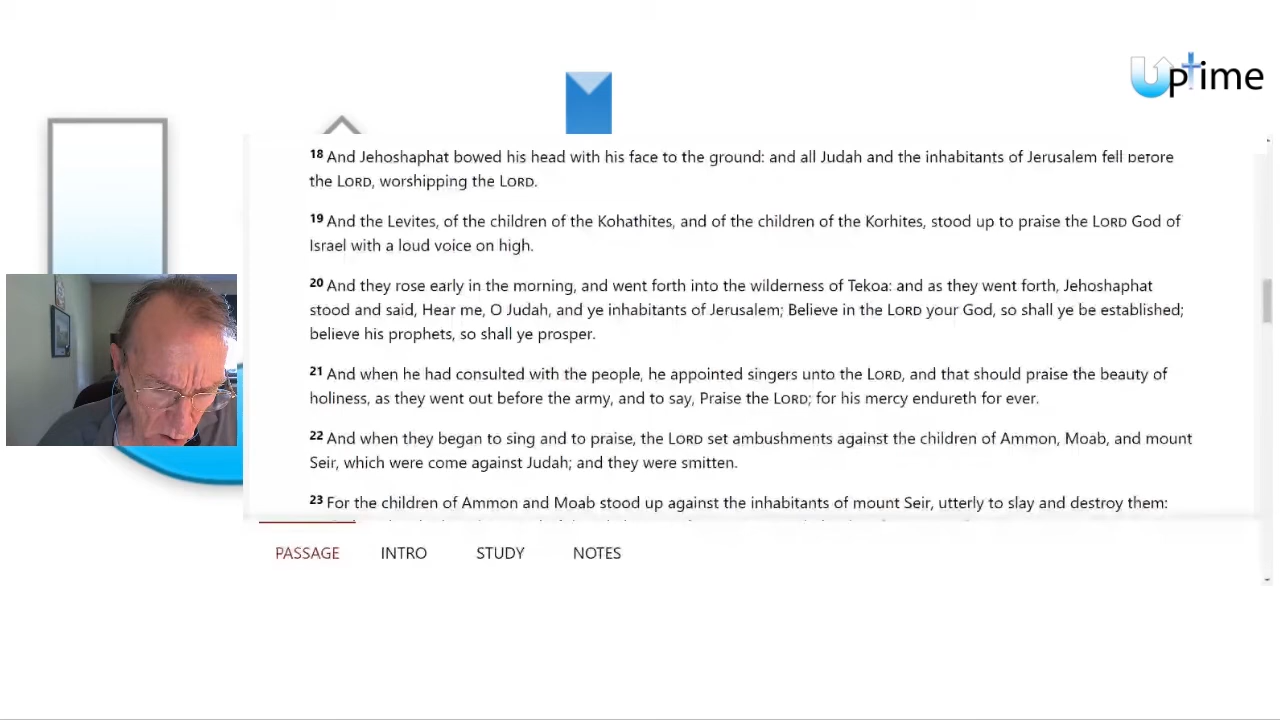 Uptime
18 And Jehoshaphat bowed his head with his face to the ground: and all Judah and the inhabitants of Jerusalem fell before
the LORD, worshipping the LORD.
19 And the Levites, of the children of the Kohathites, and of the children of the Korhites, stood up to praise the LORD God of
Israel with a loud voice on high.
20 And they rose early in the morning, and went forth into the wilderness of Tekoa: and as they went forth, Jehoshaphat
stood and said, Hear me, O Judah, and ye inhabitants of Jerusalem; Believe in the LORD your God, so shall ye be established;
believe his prophets, so shall ye prosper.
21 And when he had consulted with the people, he appointed singers unto the LORD, and that should praise the beauty of
holiness, as they went out before the army, and to say, Praise the LORD; for his mercy endureth for ever.
22 And when they began to sing and to praise, the LORD set ambushments against the children of Ammon, Moab, and mount
Seir, which were come against Judah; and they were smitten.
23 For the children of Ammon and Moab stood up against the inhabitants of mount Seir, utterly to slay and destroy them:
PASSAGE INTRO STUDY NOTES